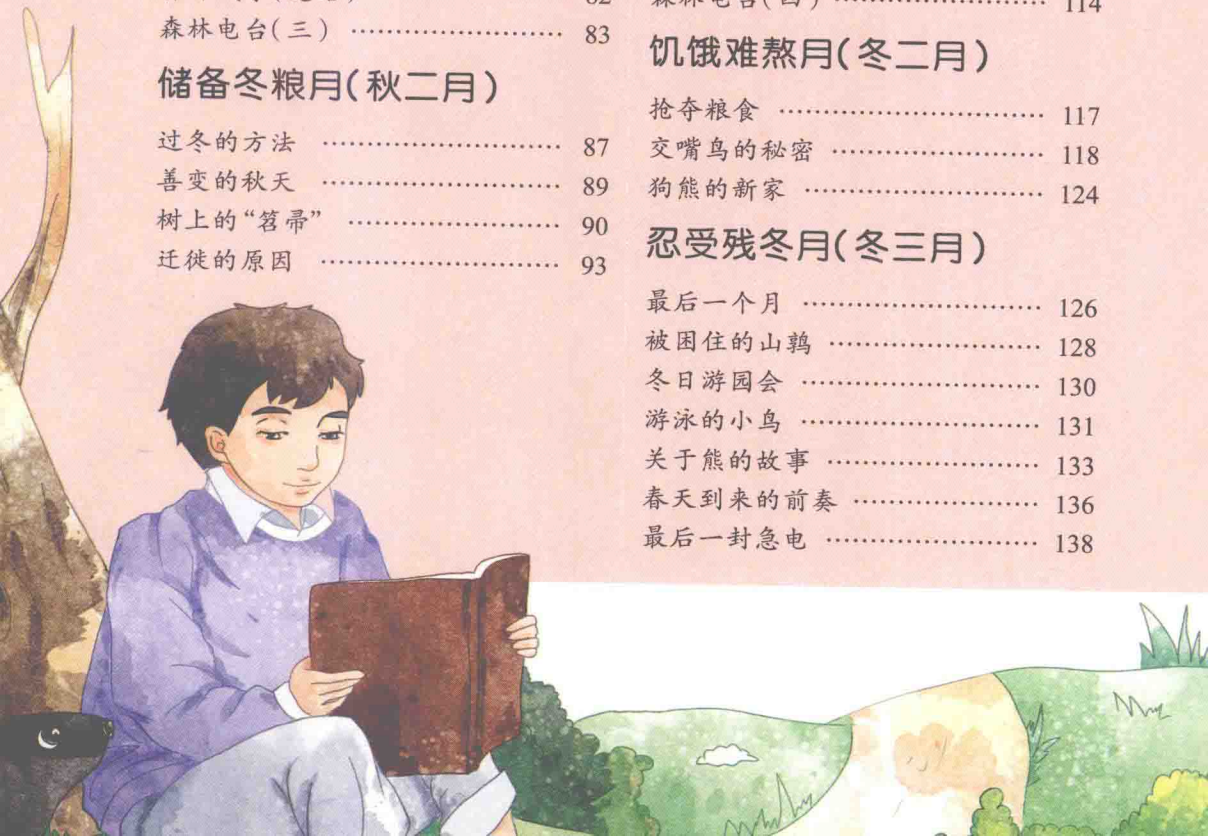 森林电台(三) …………………… 83
储备冬粮月(秋二月)
过冬的方法 …………………… 87
善变的秋天 …………………… 89
树上的“笤帚” …………………… 90
迁徙的原因 …………………… 93
森林电台(四) …………………… 114
饥饿难熬月(冬二月)
抢夺粮食 …………………… 117
交嘴鸟的秘密 …………………… 118
狗熊的新家 …………………… 124
忍受残冬月(冬三月)
最后一个月 …………………… 126
被困住的山鹑 …………………… 128
冬日游园会 …………………… 130
游泳的小鸟 …………………… 131
关于熊的故事 …………………… 133
春天到来的前奏 …………………… 136
最后一封急电 …………………… 138